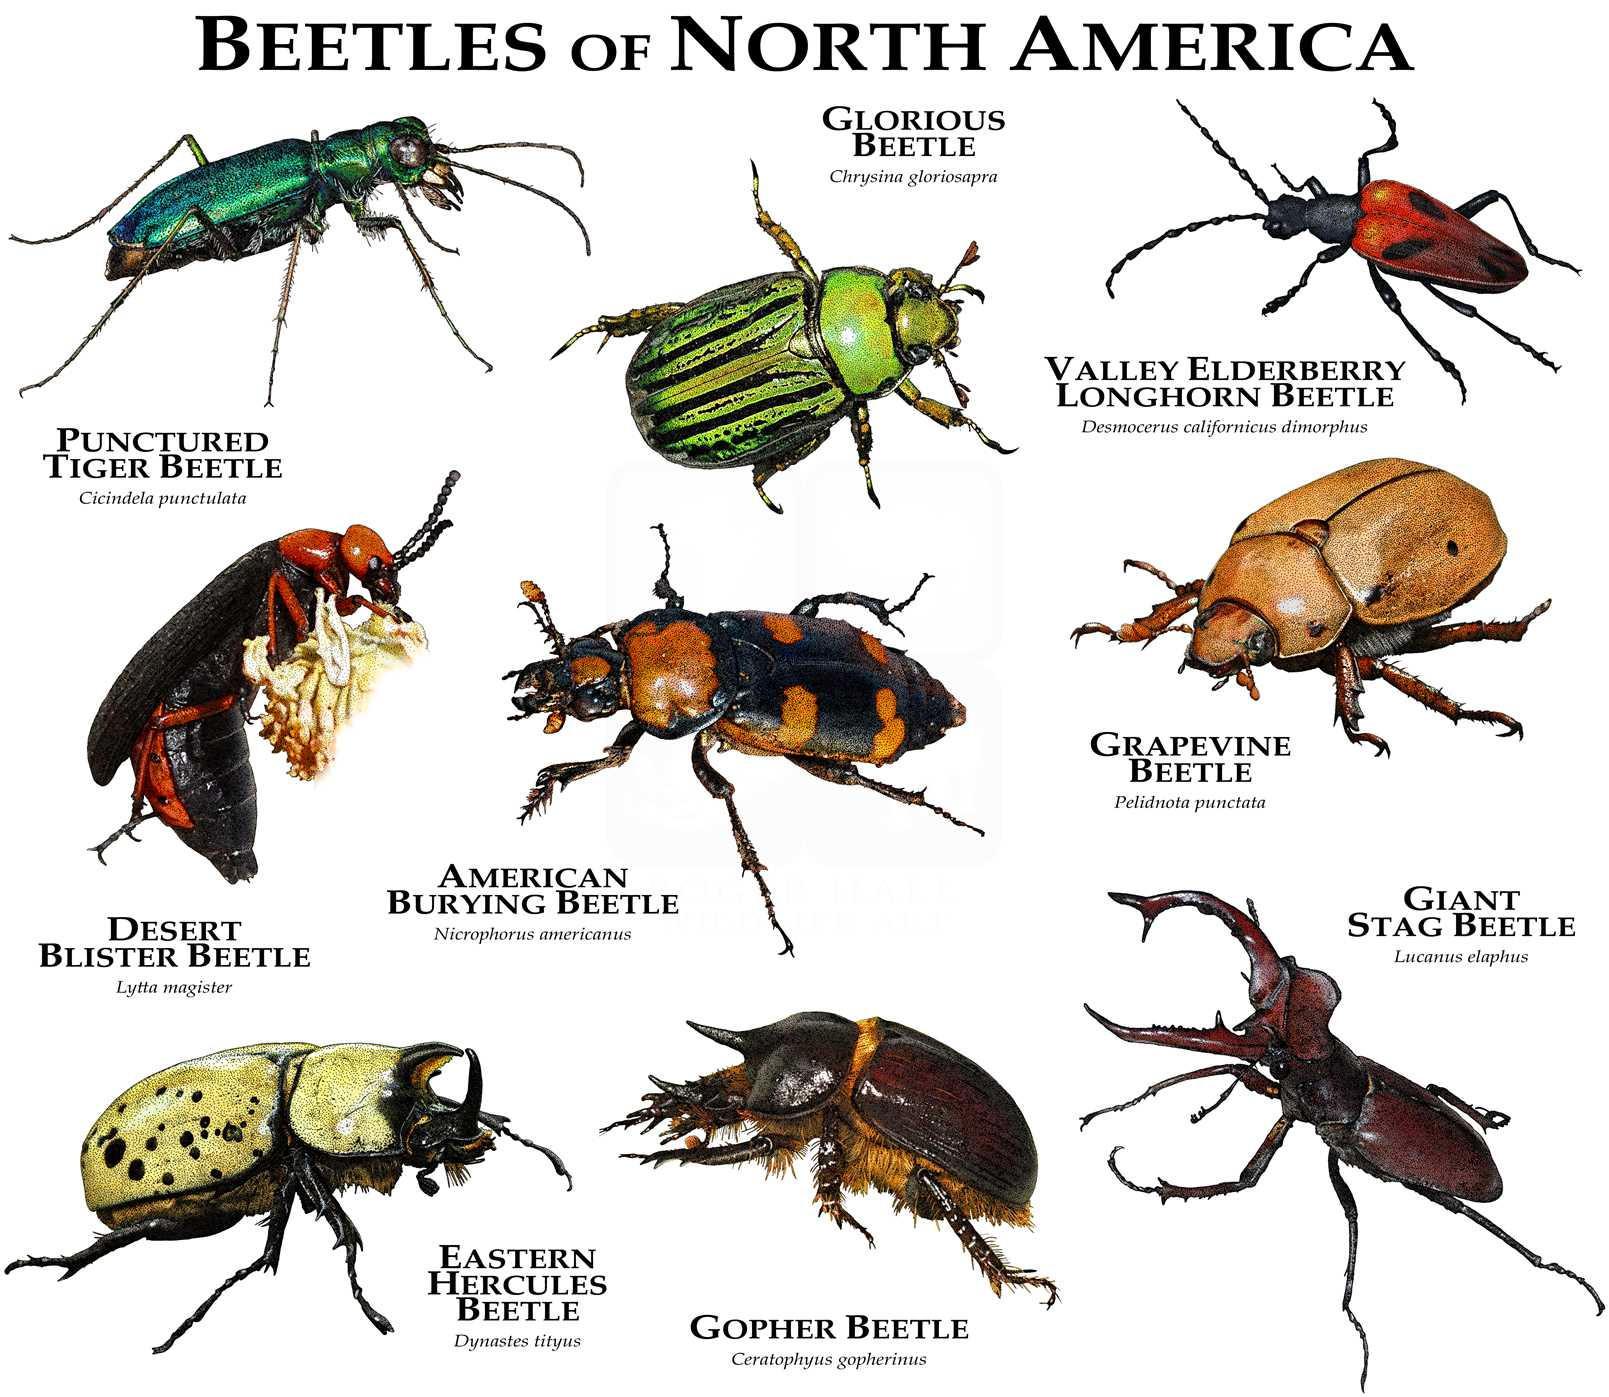 BEETLES OF NORTH AMERICA
GLORIOUS
BEETLE
Chrysina gloriosapra
VALLEY ELDERBERRY
LONGHORN BEETLE
Desmocerus californicus dimorphus
PUNCTURED
TIGER BEETLE
Cicindela punctulata
GRAPEVINE
BEETLE
Pelidnota punctata
AMERICAN
BURYING BEETLE
Nicrophorus americanus
DESERT
BLISTER BEETLE
Lytta magister
GIANT
STAG BEETLE
Lucanus elaphus
EASTERN
HERCULES
BEETLE
Dynastes tityus
GOPHER BEETLE
Ceratophyus gopherinus